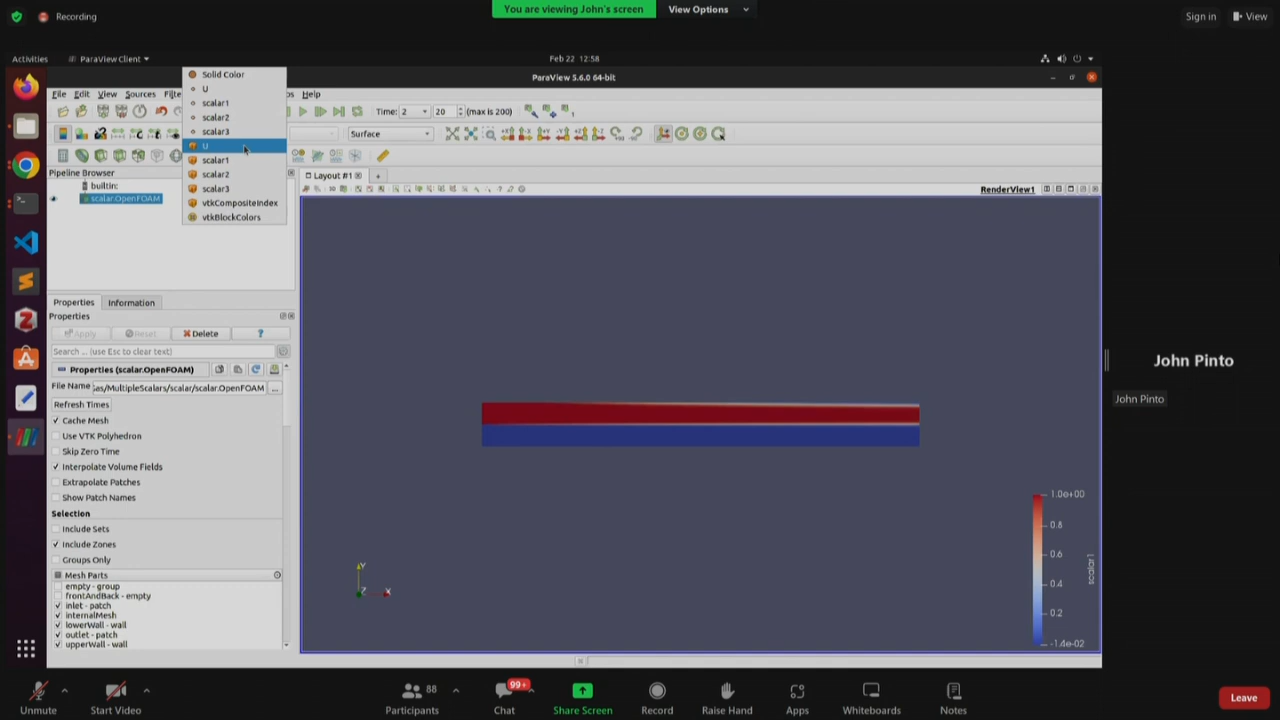 Recording
You are viewing John's screen
View Options
Sign in
View
Activities
ParaView Client
Feb 22 12:58
ParaView 5.6.0 64-bit
File Edit View Sources
Help
Solid Color
U
scalar1
scalar2
scalar3
U
scalar1
scalar2
scalar3
vtkCompositeIndex
vtkBlockColors
Time: 2
20
(max is 200)
Surface
Pipeline Browser
builtin:
scalar.OpenFOAM
Layout #1
+
RenderView1
Properties
Information
Properties
Apply
Reset
Delete
?
Search ... (use Esc to clear text)
Properties (scalar.OpenFOAM)
File Name
as/MultipleScalars/scalar/scalar.OpenFOAM
...
Refresh Times
Cache Mesh
Use VTK Polyhedron
Skip Zero Time
Interpolate Volume Fields
Extrapolate Patches
Show Patch Names
Selection
Include Sets
Include Zones
Groups Only
Mesh Parts
empty - group
frontAndBack - empty
inlet - patch
internalMesh
lowerWall - wall
outlet - patch
upperWall - wall
Y
Z
X
1.0e+00
0.8
0.6
0.4
0.2
-1.4e-02
scalar1
John Pinto
John Pinto
Unmute
Start Video
88
Participants
99+
Chat
Share Screen
Record
Raise Hand
Apps
Whiteboards
Notes
Leave